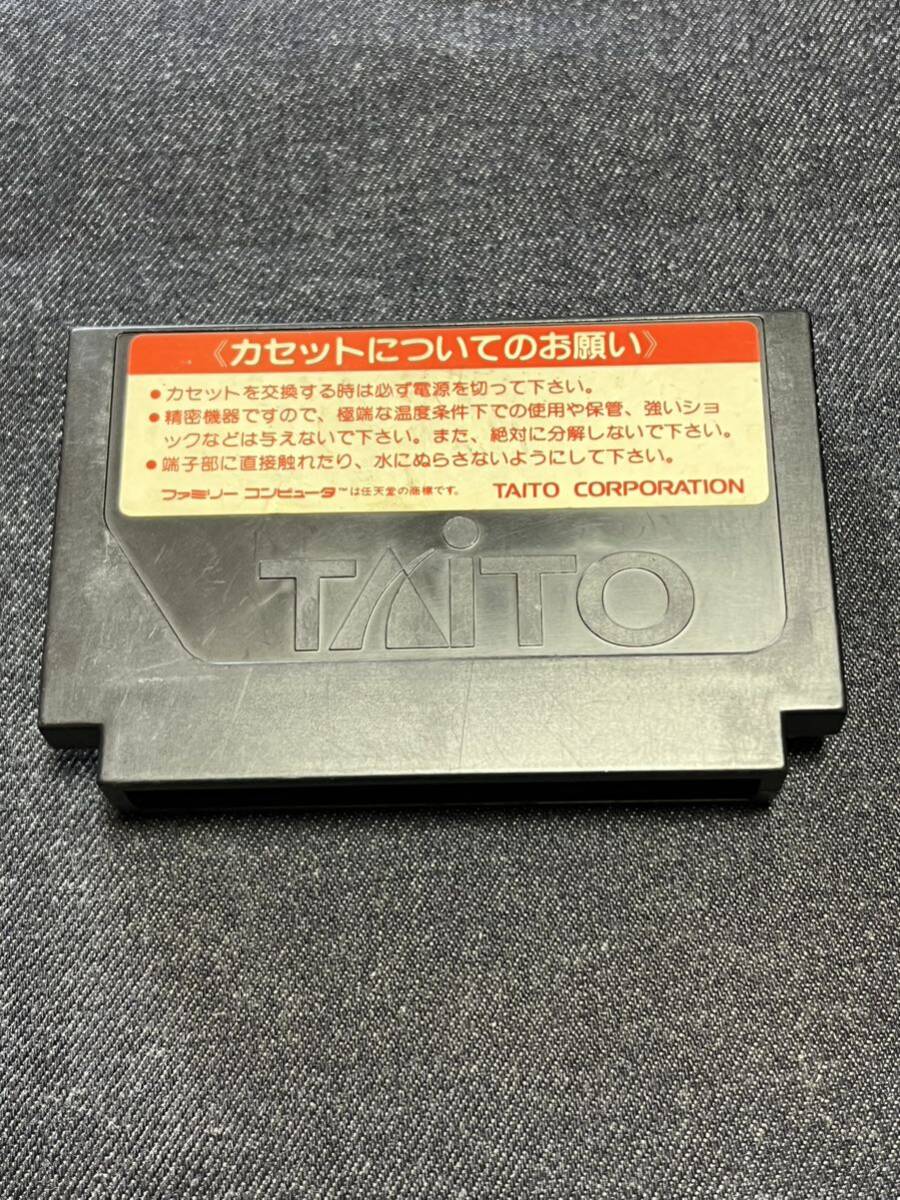 《カセットについてのお願い》
●カセットを交換する時は必ず電源を切って下さい。
●精密機器ですので、極端な温度条件下での使用や保管、強いショ
ックなどは与えないで下さい。また、絶対に分解しないで下さい。
●端子部に直接触れたり、水にぬらさないようにして下さい。
ファミリー コンピュータ™は任天堂の商標です。 TAITO CORPORATION
TAITO